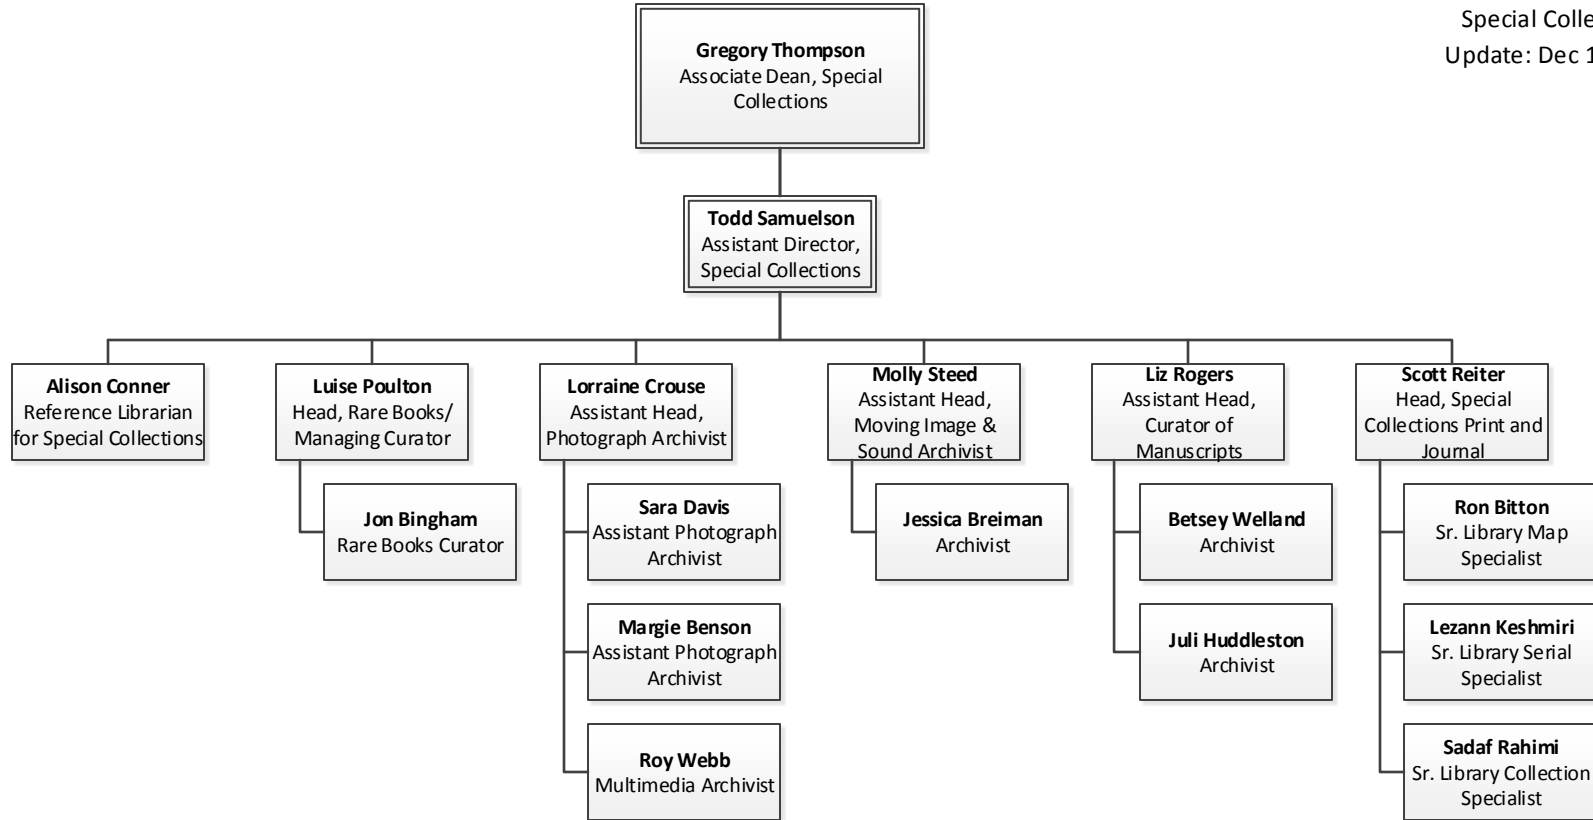 Special Colle
Update: Dec 1
Gregory Thompson
Associate Dean, Special
Collections
Todd Samuelson
Assistant Director,
Special Collections
Alison Conner
Reference Librarian
for Special Collections
Luise Poulton
Head, Rare Books/
Managing Curator
Lorraine Crouse
Assistant Head,
Photograph Archivist
Molly Steed
Assistant Head,
Moving Image &
Sound Archivist
Liz Rogers
Assistant Head,
Curator of
Manuscripts
Scott Reiter
Head, Special
Collections Print and
Journal
Jon Bingham
Rare Books Curator
Sara Davis
Assistant Photograph
Archivist
Jessica Breiman
Archivist
Betsey Welland
Archivist
Ron Bitton
Sr. Library Map
Specialist
Margie Benson
Assistant Photograph
Archivist
Juli Huddleston
Archivist
Lezann Keshmiri
Sr. Library Serial
Specialist
Roy Webb
Multimedia Archivist
Sadaf Rahimi
Sr. Library Collection
Specialist